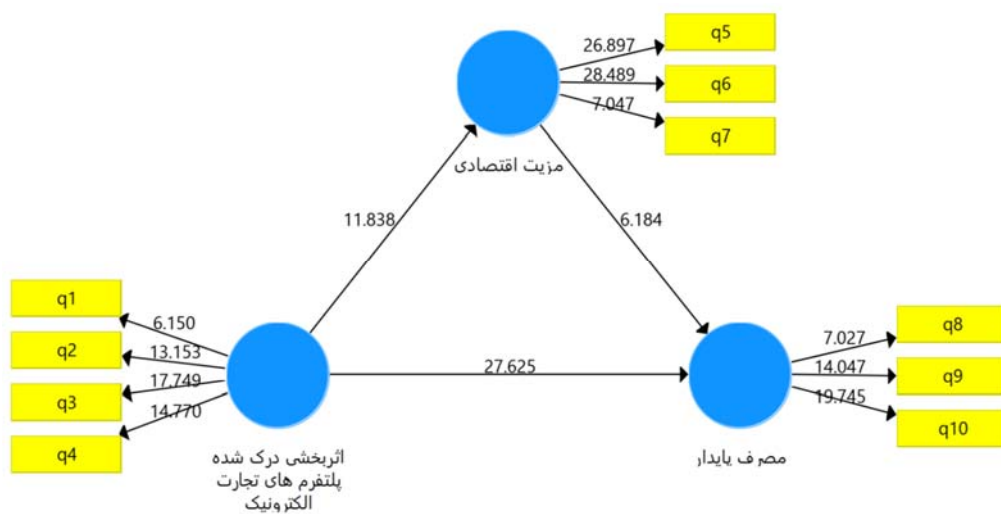 q5
26.897
28.489
q6
7.047
q7
مزیت اقتصادی
11.838
6.184
q1
6.150
q2
13.153
17.749
q3
14.770
q4
27.625
q8
7.027
14.047
q9
19.745
q10
اثربخشی درک شده
پلتفرم های تجارت
الکترونیک
مصرف پایدار